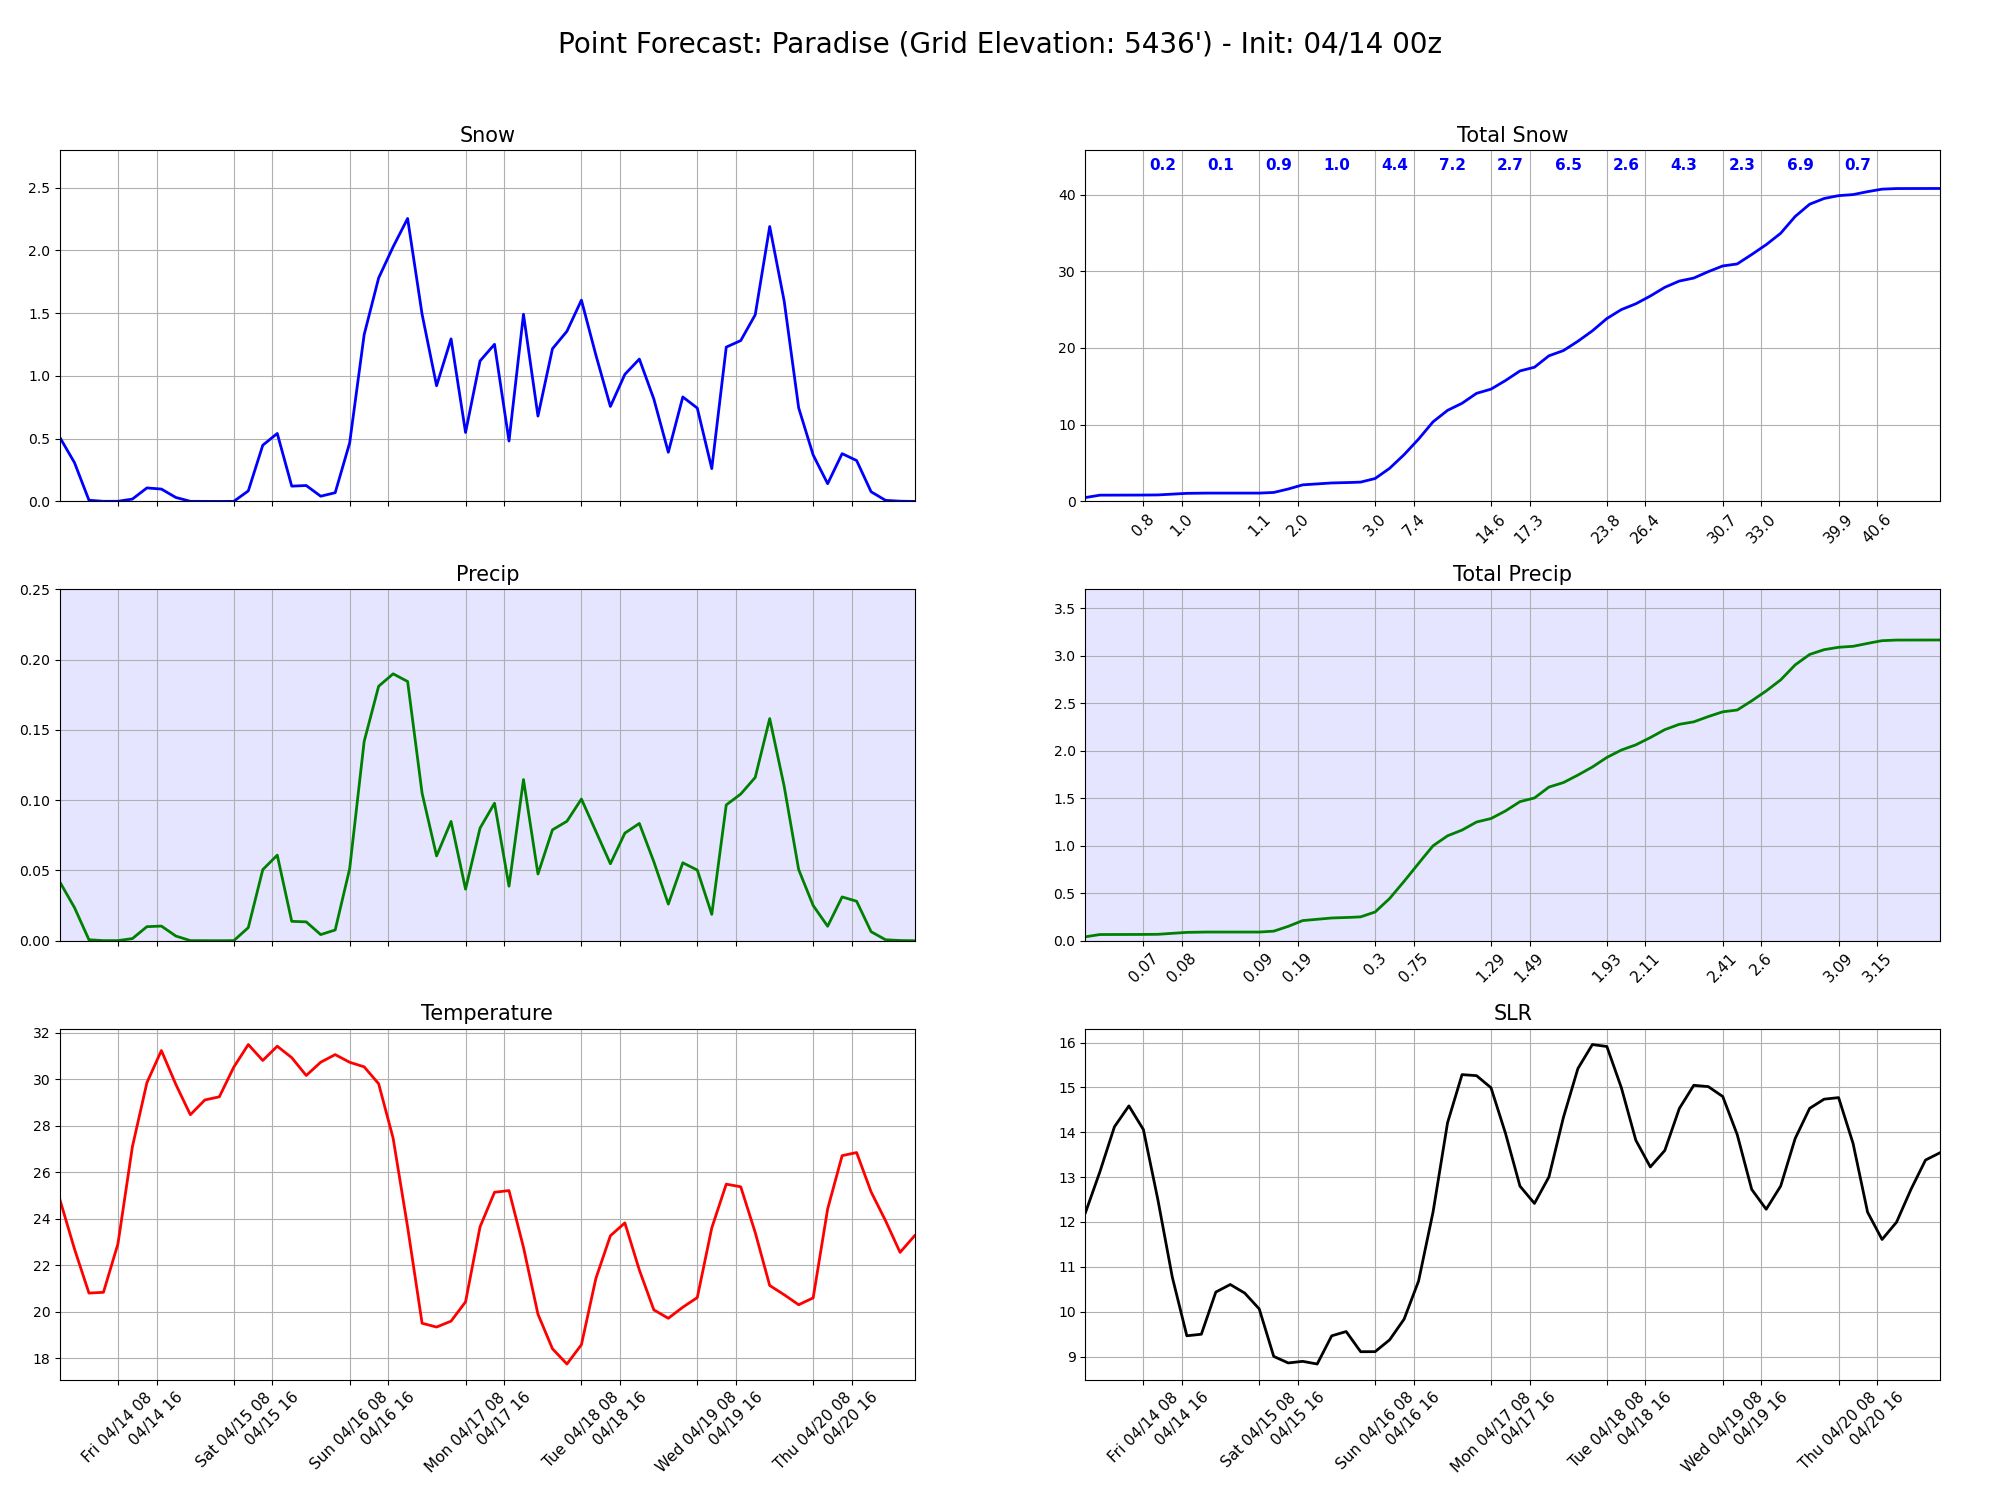 Point Forecast: Paradise (Grid Elevation: 5436') - Init: 04/14 00z
Snow
2.5
2.0
1.5
1.0
0.5
0.0
Total Snow
0.2 0.1 0.9 1.0 4.4 7.2 2.7 6.5 2.6 4.3 2.3 6.9 0.7
40
30
20
10
0
0.8 1.0 1.1 2.0 3.0 7.4 14.6 17.3 23.8 26.4 30.7 33.0 39.9 40.6
Precip
0.25
0.20
0.15
0.10
0.05
0.00
Total Precip
3.5
3.0
2.5
2.0
1.5
1.0
0.5
0.0
0.07 0.08 0.09 0.19 0.3 0.75 1.29 1.49 1.93 2.11 2.41 2.6 3.09 3.15
Temperature
32
30
28
26
24
22
20
18
Fri 04/14 08
04/14 16
Sat 04/15 08
04/15 16
Sun 04/16 08
04/16 16
Mon 04/17 08
04/17 16
Tue 04/18 08
04/18 16
Wed 04/19 08
04/19 16
Thu 04/20 08
04/20 16
SLR
16
15
14
13
12
11
10
9
Fri 04/14 08
04/14 16
Sat 04/15 08
04/15 16
Sun 04/16 08
04/16 16
Mon 04/17 08
04/17 16
Tue 04/18 08
04/18 16
Wed 04/19 08
04/19 16
Thu 04/20 08
04/20 16